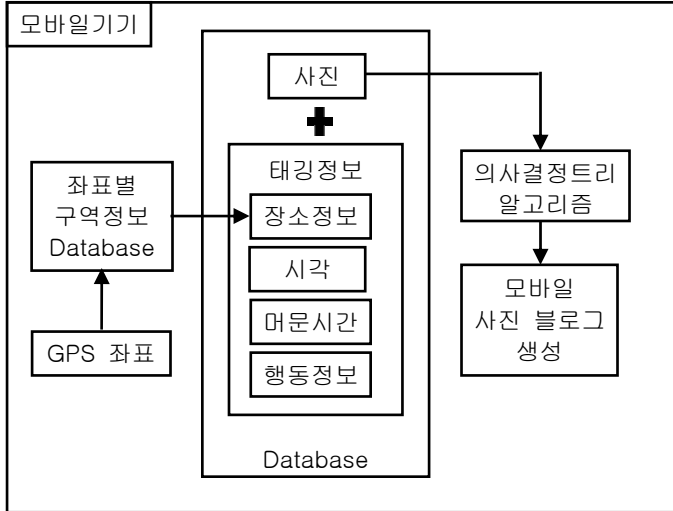 모바일기기
사진
태깅정보
장소정보
시각
머문시간
행동정보
Database
좌표별
구역정보
Database
GPS 좌표
의사결정트리
알고리즘
모바일
사진 블로그
생성